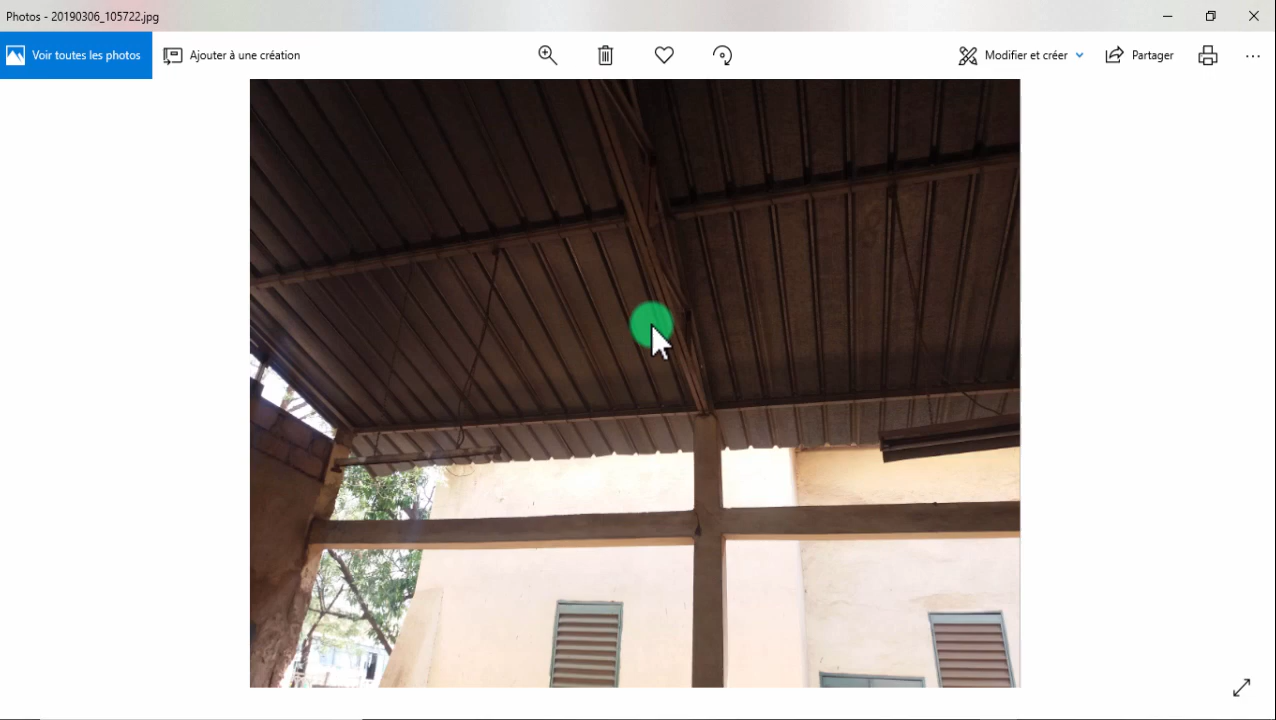 Photos - 20190306_105722.jpg
Voir toutes les photos
Ajouter à une création
Modifier et créer
Partager